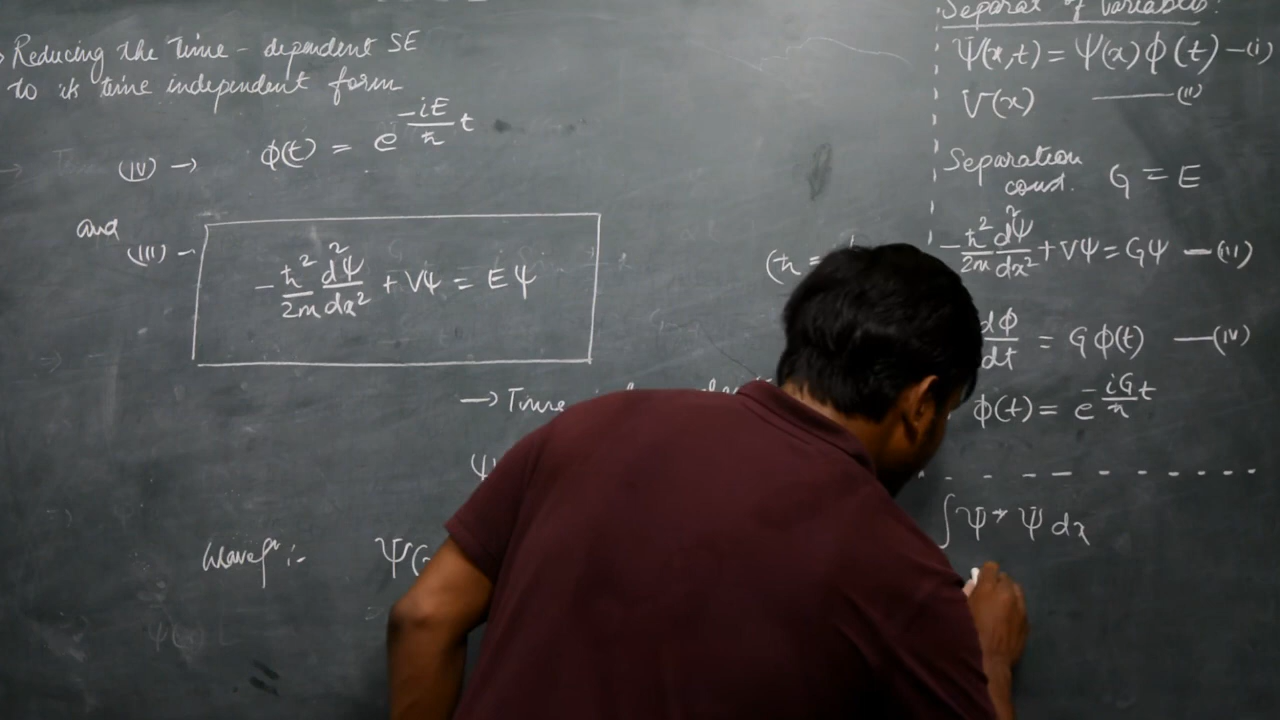 Reducing the Time - dependent SE
to its time independent form
(IV) → ϕ(t) = e^{-iE/ħ t}
and
(III) - -ħ²/2m d²Ψ/dx² + VΨ = EΨ
(ħ =
→ Time
Ψ
Wavefⁿ :- Ψ(
Separatⁿ of variables:
Ψ(x,t) = Ψ(x) ϕ(t) -(i)
V(x) —(II)
Separation
const. G = E
-ħ²/2m d²Ψ/dx² + VΨ = GΨ -(III)
dϕ/dt = Gϕ(t) —(IV)
ϕ(t) = e^{-iG/ħ t}
∫Ψ* Ψ dx